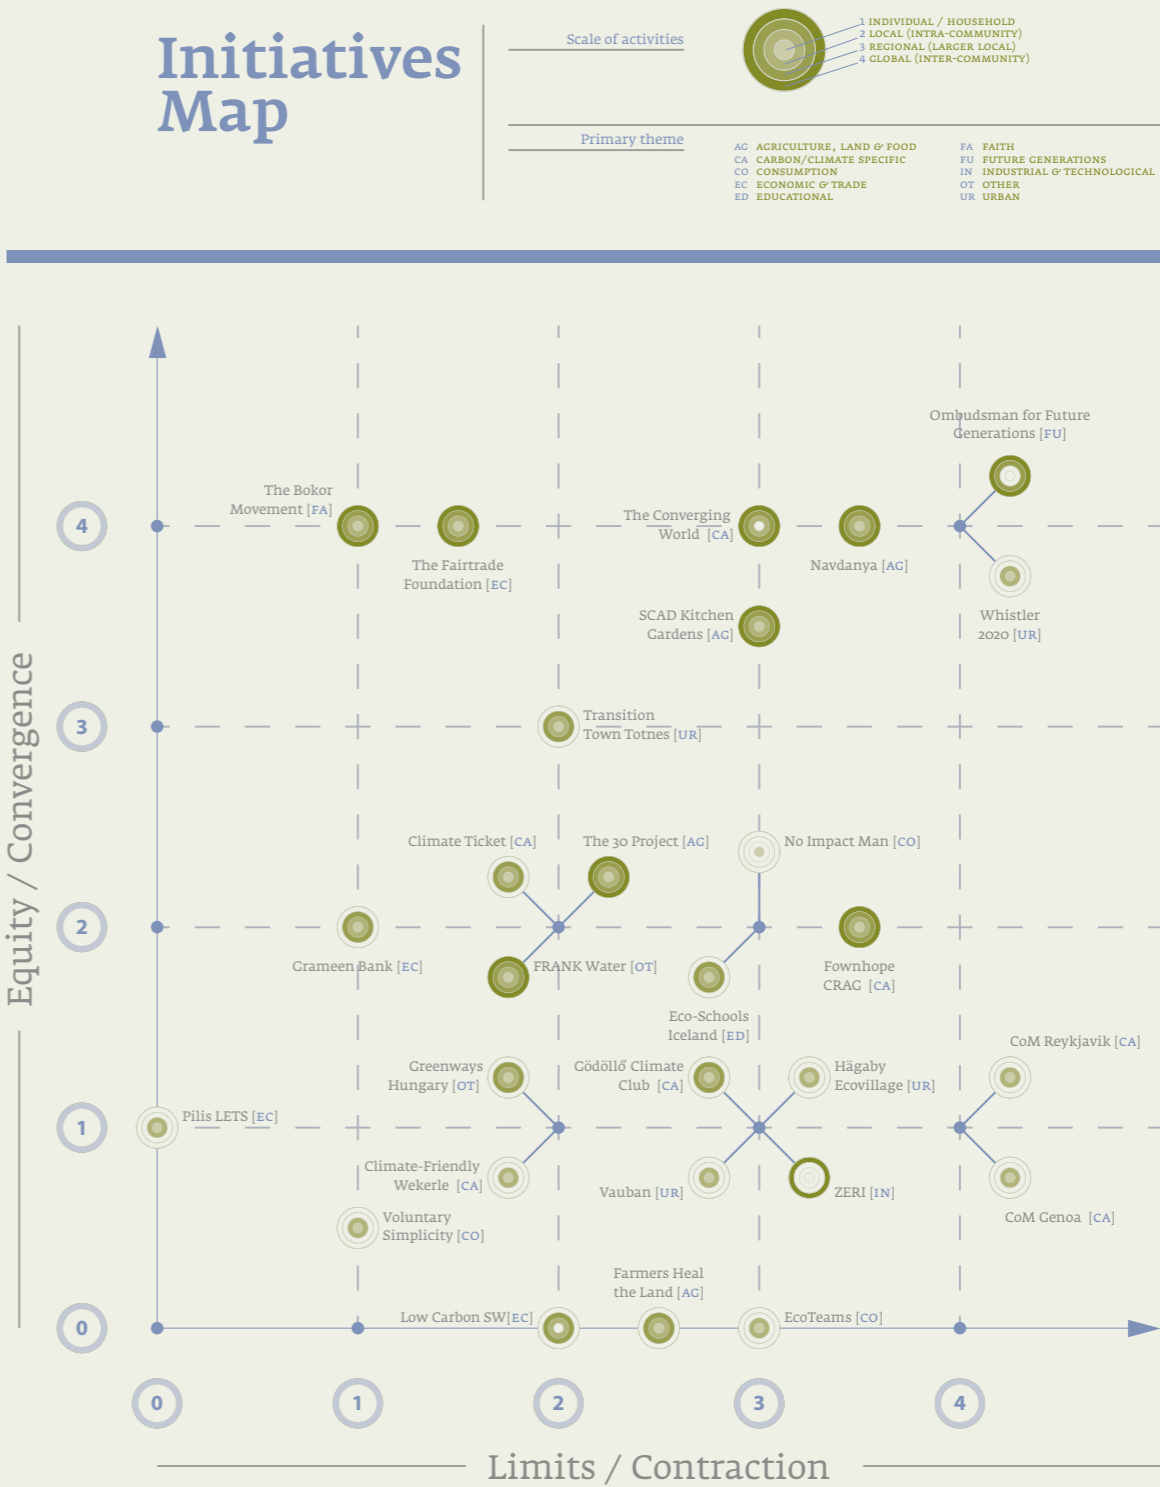 Initiatives
Map
Scale of activities
1 INDIVIDUAL / HOUSEHOLD
2 LOCAL (INTRA-COMMUNITY)
3 REGIONAL (LARGER LOCAL)
4 GLOBAL (INTER-COMMUNITY)
Primary theme
AG AGRICULTURE, LAND & FOOD
CA CARBON/CLIMATE SPECIFIC
CO CONSUMPTION
EC ECONOMIC & TRADE
ED EDUCATIONAL
FA FAITH
FU FUTURE GENERATIONS
IN INDUSTRIAL & TECHNOLOGICAL
OT OTHER
UR URBAN
Equity / Convergence
Ombudsman for Future
Generations [FU]
The Bokor
Movement [FA]
4
The Fairtrade
Foundation [EC]
The Converging
World [CA]
Navdanya [AG]
SCAD Kitchen
Gardens [AG]
Whistler
2020 [UR]
3
Transition
Town Totnes [UR]
Climate Ticket [CA]
The 30 Project [AG]
No Impact Man [CO]
2
Grameen Bank [EC]
FRANK Water [OT]
Fownhope
CRAG [CA]
Eco-Schools
Iceland [ED]
CoM Reykjavik [CA]
Greenways
Hungary [OT]
Gödöllő Climate
Club [CA]
Hägaby
Ecovillage [UR]
1
Pilis LETS [EC]
Climate-Friendly
Wekerle [CA]
Vauban [UR]
ZERI [IN]
CoM Genoa [CA]
Voluntary
Simplicity [CO]
Farmers Heal
the Land [AG]
0
Low Carbon SW[EC]
EcoTeams [CO]
0
1
2
3
4
Limits / Contraction